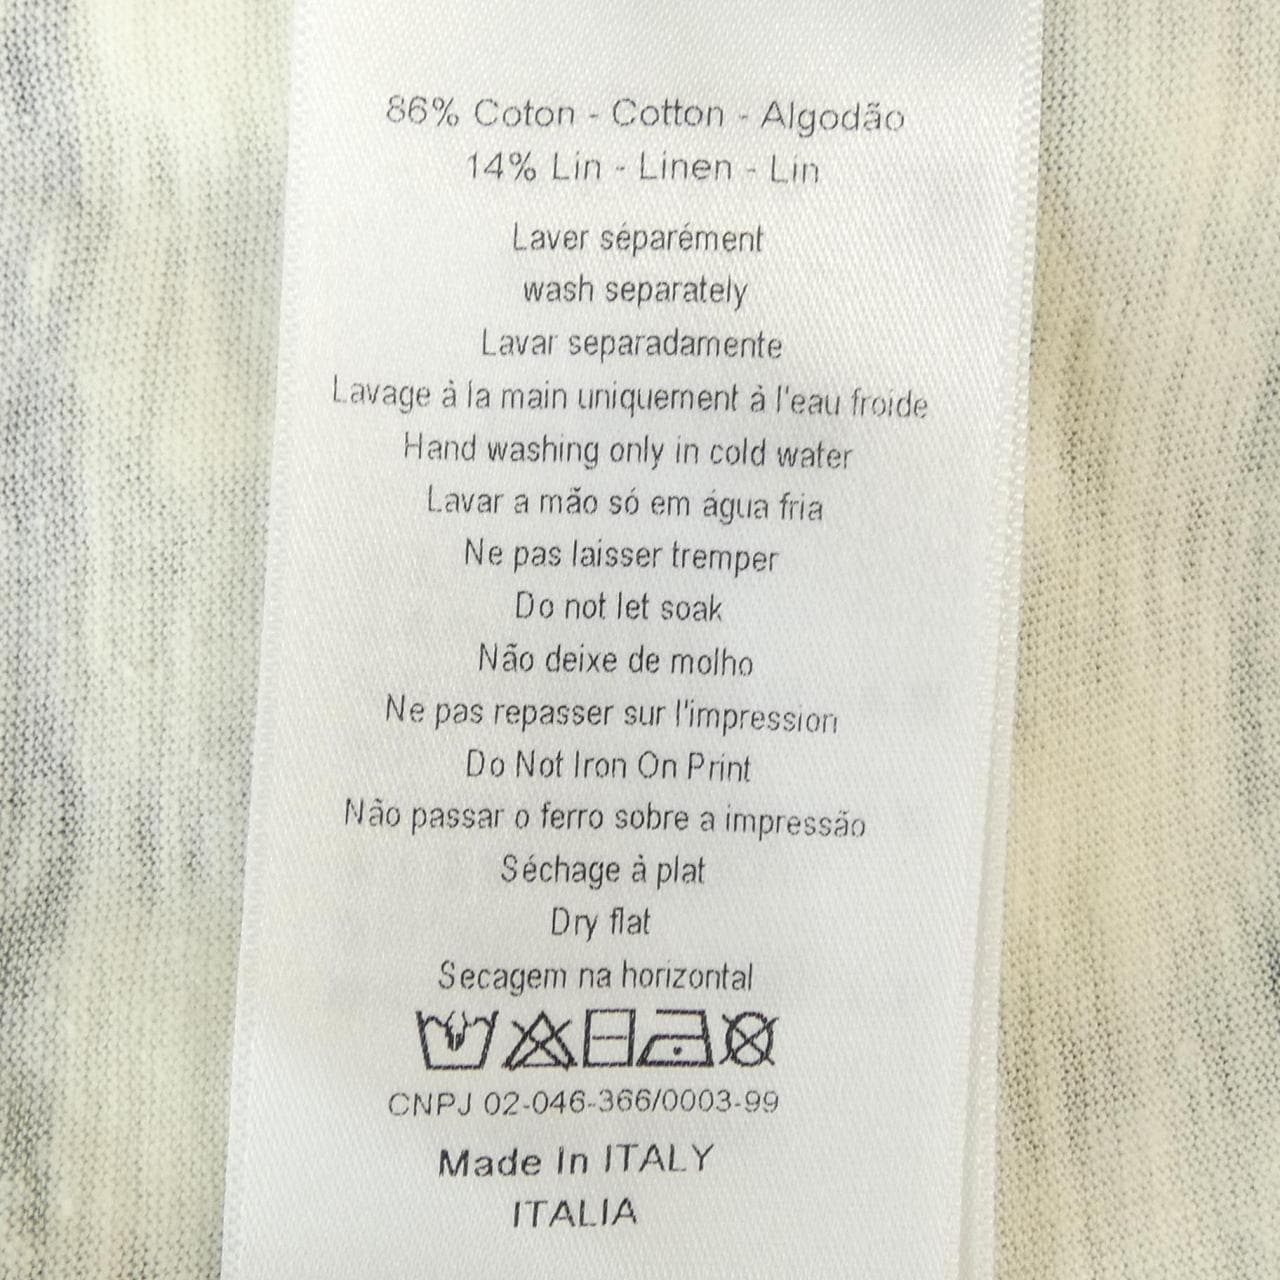 86% Coton - Cotton - Algodão
14% Lin - Linen - Lin
Laver séparément
wash separately
Lavar separadamente
Lavage à la main uniquement à l'eau froide
Hand washing only in cold water
Lavar a mão só em água fria
Ne pas laisser tremper
Do not let soak
Não deixe de molho
Ne pas repasser sur l'impression
Do Not Iron On Print
Não passar o ferro sobre a impressão
Séchage à plat
Dry flat
Secagem na horizontal
CNPJ 02-046-366/0003-99
Made In ITALY
ITALIA